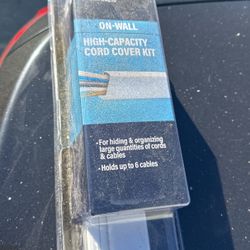 ON-WALL
HIGH-CAPACITY
CORD COVER KIT
• For hiding & organizing
large quantities of cords
& cables
• Holds up to 6 cables